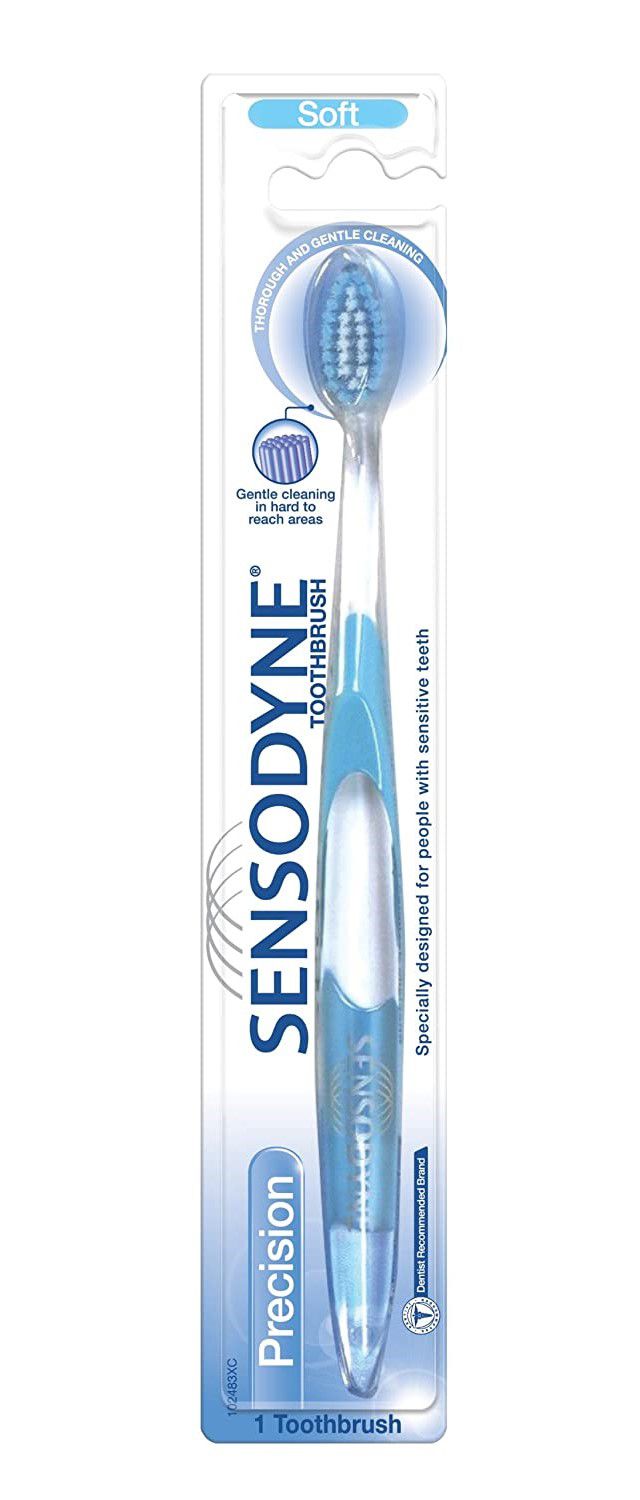 Soft
THOROUGH AND GENTLE CLEANING
Gentle cleaning
in hard to
reach areas
SENSODYNE®
TOOTHBRUSH
Specially designed for people with sensitive teeth
SENSODYNE
Precision
Dentist Recommended Brand
102483XC
1 Toothbrush